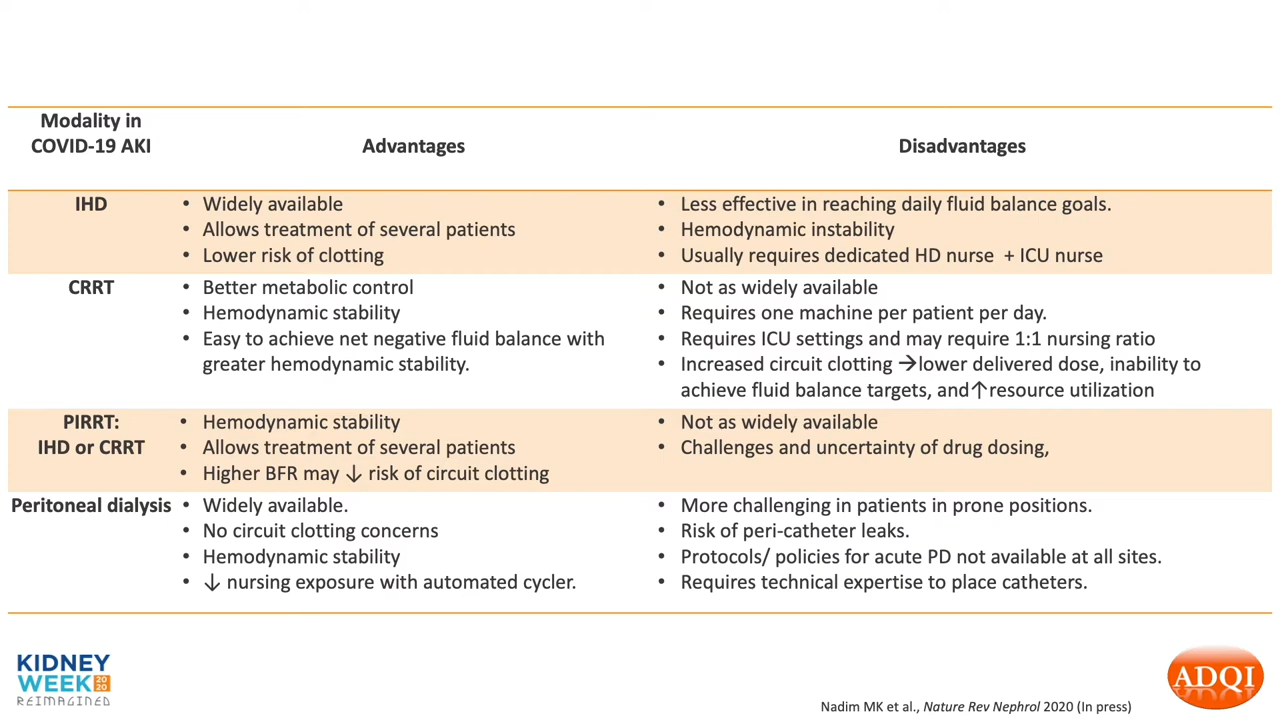 Modality in
COVID-19 AKI
Advantages
Disadvantages
IHD
• Widely available
• Allows treatment of several patients
• Lower risk of clotting
• Less effective in reaching daily fluid balance goals.
• Hemodynamic instability
• Usually requires dedicated HD nurse + ICU nurse
CRRT
• Better metabolic control
• Hemodynamic stability
• Easy to achieve net negative fluid balance with
greater hemodynamic stability.
• Not as widely available
• Requires one machine per patient per day.
• Requires ICU settings and may require 1:1 nursing ratio
• Increased circuit clotting →lower delivered dose, inability to
achieve fluid balance targets, and↑resource utilization
PIRRT:
IHD or CRRT
• Hemodynamic stability
• Allows treatment of several patients
• Higher BFR may ↓ risk of circuit clotting
• Not as widely available
• Challenges and uncertainty of drug dosing,
Peritoneal dialysis
• Widely available.
• No circuit clotting concerns
• Hemodynamic stability
• ↓ nursing exposure with automated cycler.
• More challenging in patients in prone positions.
• Risk of peri-catheter leaks.
• Protocols/ policies for acute PD not available at all sites.
• Requires technical expertise to place catheters.
KIDNEY
WEEK 2020
REIMAGINED
Nadim MK et al., Nature Rev Nephrol 2020 (In press)
ADQI